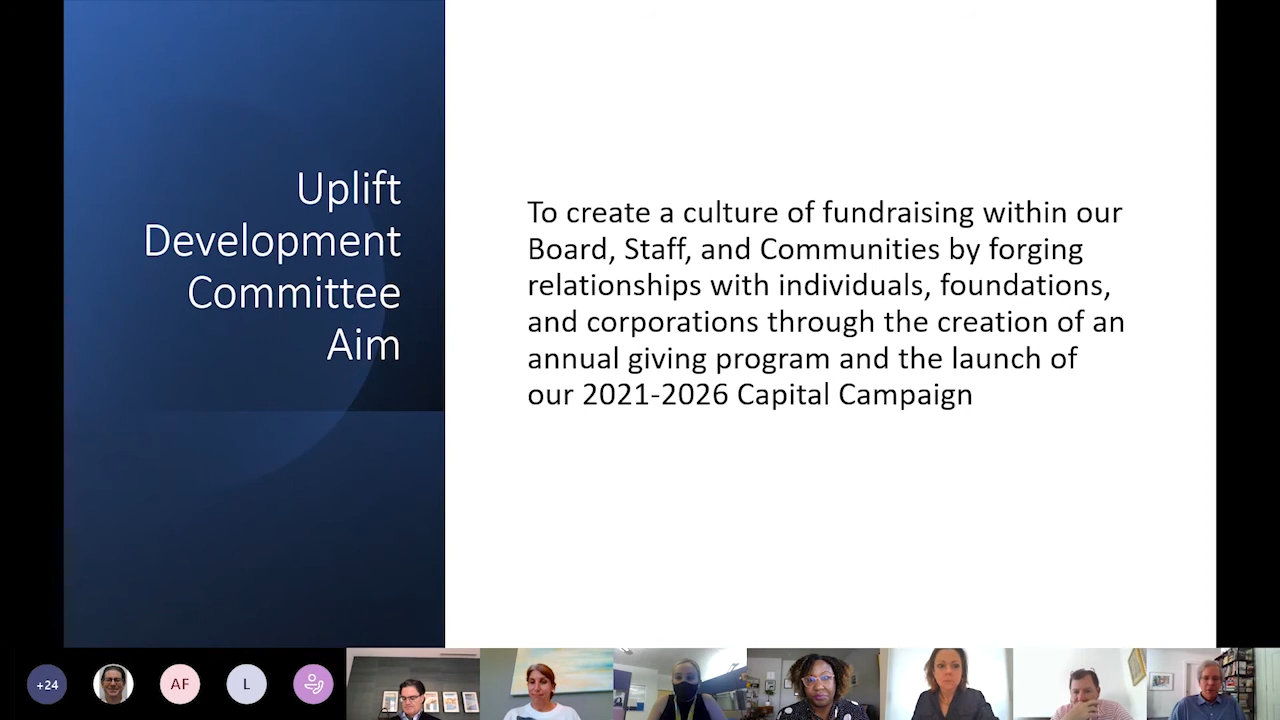 Uplift
Development
Committee
Aim
To create a culture of fundraising within our
Board, Staff, and Communities by forging
relationships with individuals, foundations,
and corporations through the creation of an
annual giving program and the launch of
our 2021-2026 Capital Campaign
+24
AF
L